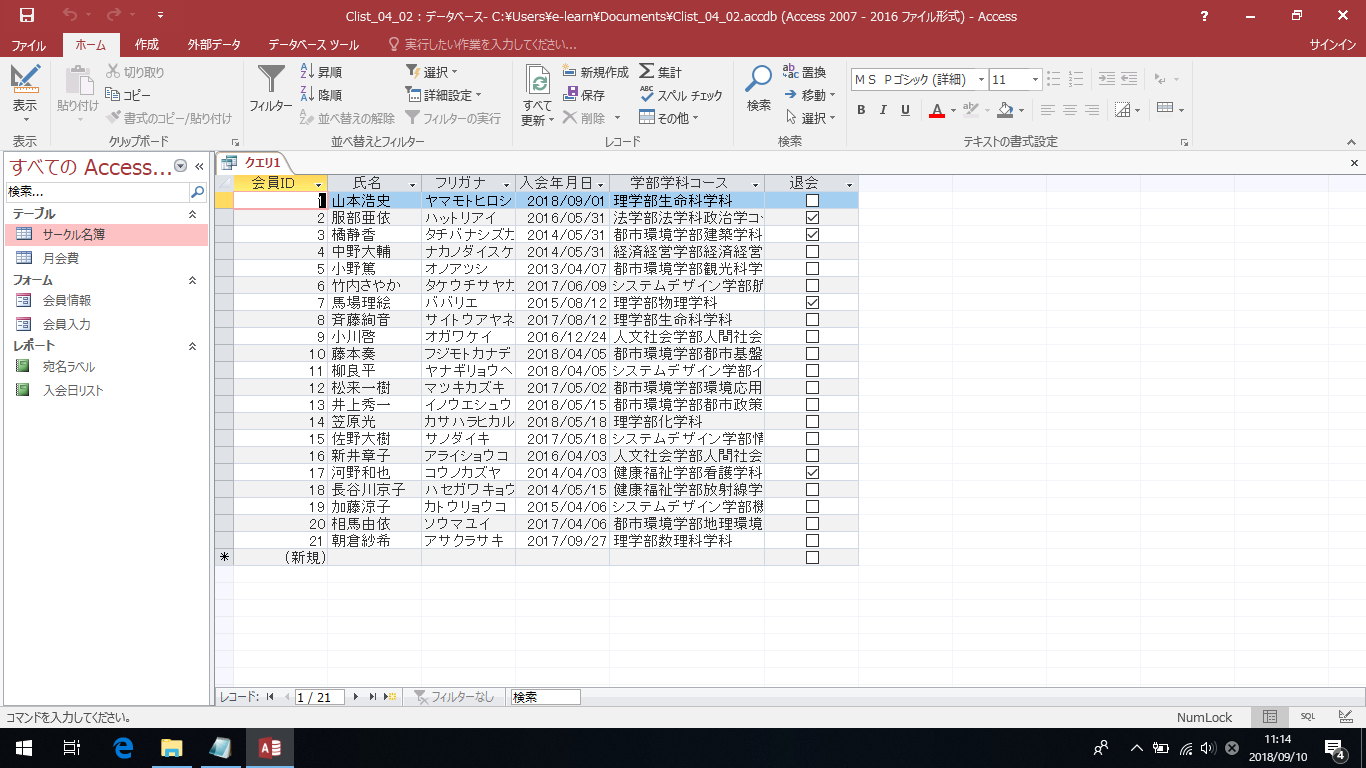 Clist_04_02 : データベース- C:¥Users¥e-learn¥Documents¥Clist_04_02.accdb (Access 2007 - 2016 ファイル形式) - Access
ファイル ホーム 作成 外部データ データベース ツール 実行したい作業を入力してください... サインイン
表示
表示
貼り付け
切り取り
コピー
書式のコピー/貼り付け
クリップボード
フィルター
昇順
降順
並べ替えの解除
選択
詳細設定
フィルターの実行
並べ替えとフィルター
すべて
更新
新規作成
保存
削除
集計
スペル チェック
その他
レコード
検索
置換
移動
選択
検索
ＭＳ Ｐゴシック (詳細) 11
B I U A
テキストの書式設定
すべての Access...
検索...
テーブル
サークル名簿
月会費
フォーム
会員情報
会員入力
レポート
宛名ラベル
入会日リスト
クエリ1
会員ID 氏名 フリガナ 入会年月日 学部学科コース 退会
1 山本浩史 ヤマモトヒロシ 2018/09/01 理学部生命科学科
2 服部亜依 ハットリアイ 2016/05/31 法学部法学科政治学コー
3 橘静香 タチバナシズカ 2014/05/31 都市環境学部建築学科
4 中野大輔 ナカノダイスケ 2014/05/31 経済経営学部経済経営
5 小野篤 オノアツシ 2013/04/07 都市環境学部観光科学
6 竹内さやか タケウチサヤカ 2017/06/09 システムデザイン学部航
7 馬場理絵 ババリエ 2015/08/12 理学部物理学科
8 斉藤絢音 サイトウアヤネ 2017/08/12 理学部生命科学科
9 小川啓 オガワケイ 2016/12/24 人文社会学部人間社会
10 藤本奏 フジモトカナデ 2018/04/05 都市環境学部都市基盤
11 柳良平 ヤナギリョウヘ 2018/04/05 システムデザイン学部イ
12 松来一樹 マツキカズキ 2017/05/02 都市環境学部環境応用
13 井上秀一 イノウエシュウ 2018/05/15 都市環境学部都市政策
14 笠原光 カサハラヒカル 2018/05/18 理学部化学科
15 佐野大樹 サノダイキ 2017/05/18 システムデザイン学部情
16 新井章子 アライショウコ 2016/04/03 人文社会学部人間社会
17 河野和也 コウノカズヤ 2014/04/03 健康福祉学部看護学科
18 長谷川京子 ハセガワキョウ 2014/05/15 健康福祉学部放射線学
19 加藤涼子 カトウリョウコ 2015/04/06 システムデザイン学部機
20 相馬由依 ソウマユイ 2017/04/06 都市環境学部地理環境
21 朝倉紗希 アサクラサキ 2017/09/27 理学部数理科学科
(新規)
レコード: 1 / 21 フィルターなし 検索
コマンドを入力してください。 NumLock SQL
11:14
2018/09/10
4